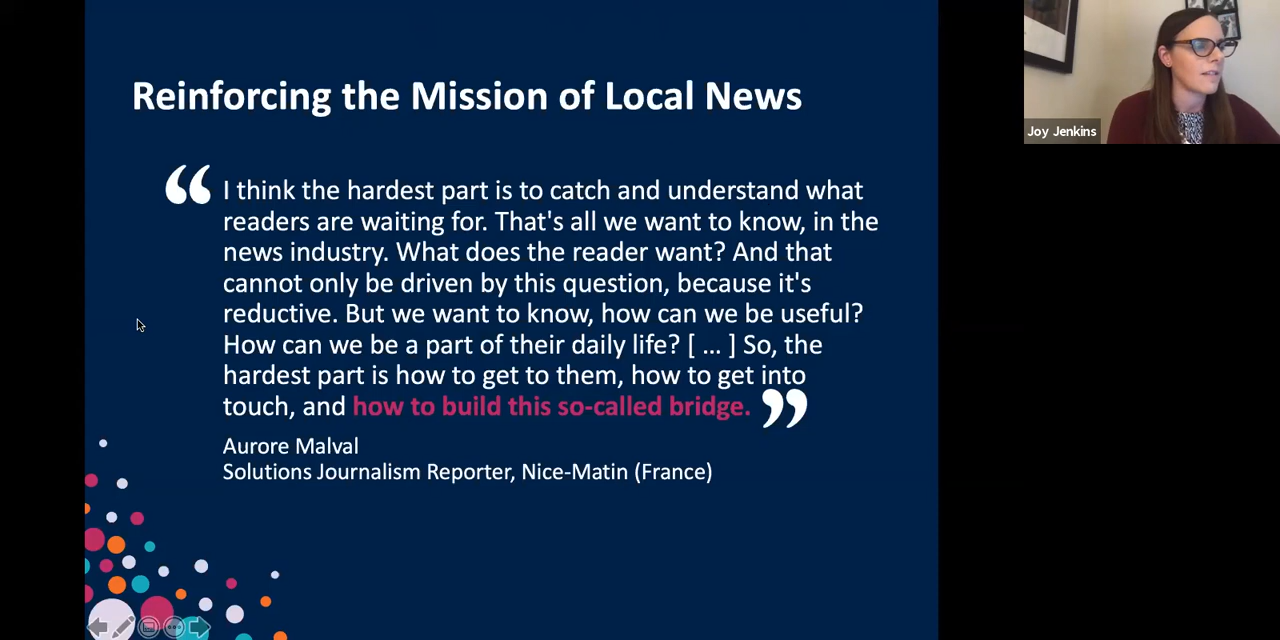 Reinforcing the Mission of Local News
“ I think the hardest part is to catch and understand what
readers are waiting for. That's all we want to know, in the
news industry. What does the reader want? And that
cannot only be driven by this question, because it's
reductive. But we want to know, how can we be useful?
How can we be a part of their daily life? [ … ] So, the
hardest part is how to get to them, how to get into
touch, and how to build this so-called bridge. ”
Aurore Malval
Solutions Journalism Reporter, Nice-Matin (France)
Joy Jenkins